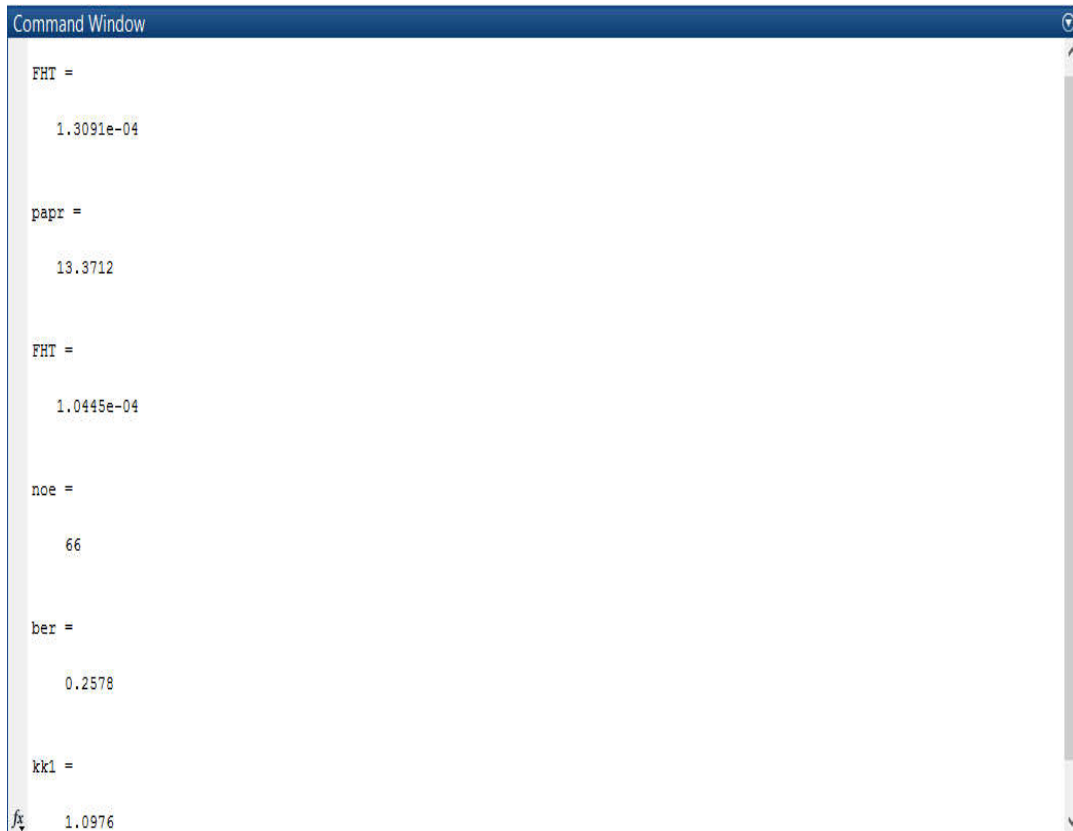 Command Window
FHT =
1.3091e-04
papr =
13.3712
FHT =
1.0445e-04
noe =
66
ber =
0.2578
kk1 =
fx 1.0976